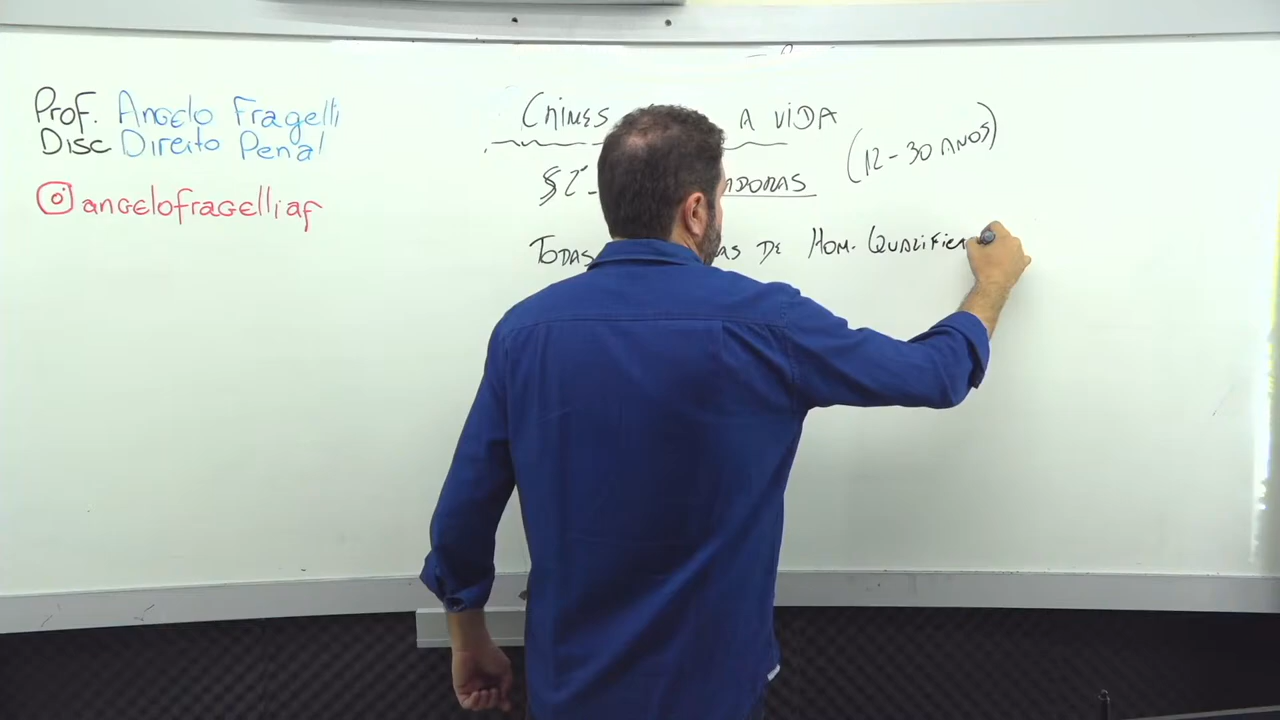 Prof. Angelo Fragelli
Disc Direito Penal
angelofragelliaf
CRIMES A VIDA
(12-30 ANOS)
§2º- ADORAS
TODAS AS DE HOM. QUALIFICA